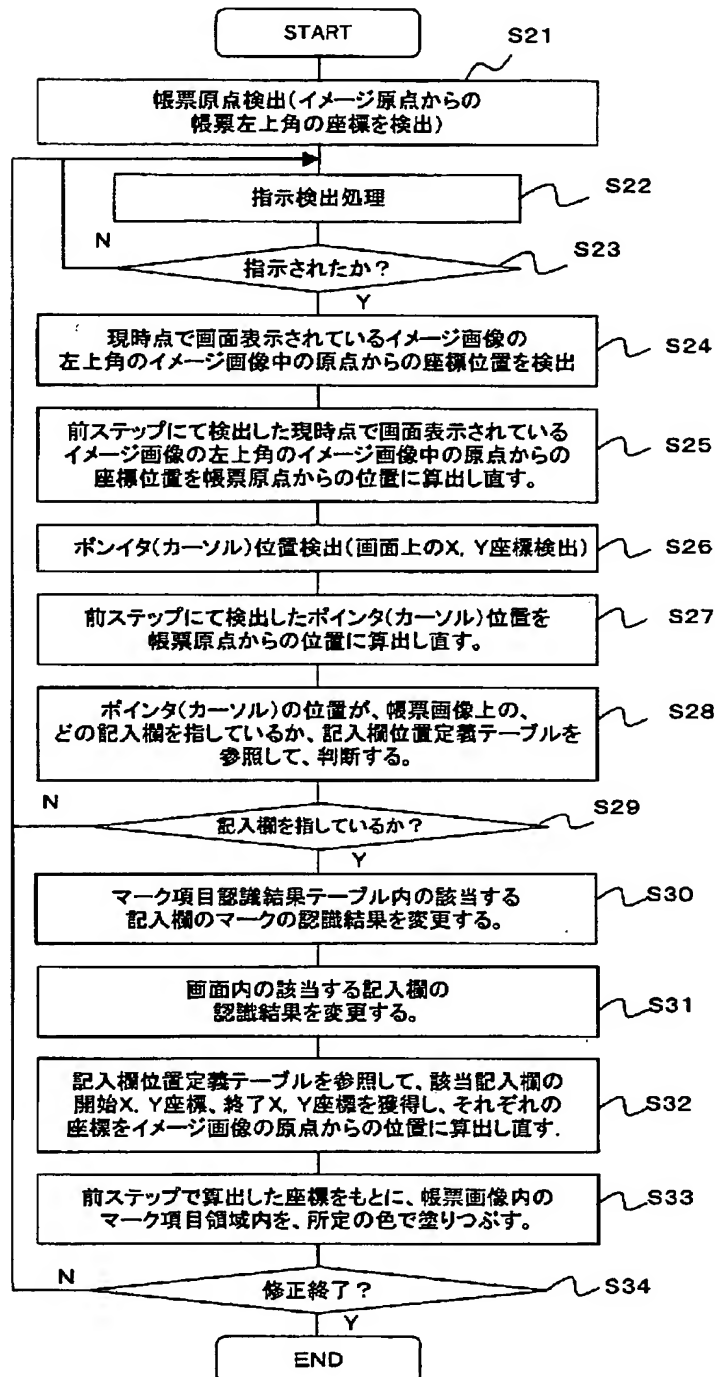 START
S21
帳票原点検出(イメージ原点からの
帳票左上角の座標を検出)
指示検出処理
S22
N
指示されたか？
S23
Y
現時点で画面表示されているイメージ画像の
左上角のイメージ画像中の原点からの座標位置を検出
S24
前ステップにて検出した現時点で画面表示されている
イメージ画像の左上角のイメージ画像中の原点からの
座標位置を帳票原点からの位置に算出し直す。
S25
ポンイタ(カーソル)位置検出(画面上のX, Y座標検出)
S26
前ステップにて検出したポインタ(カーソル)位置を
帳票原点からの位置に算出し直す。
S27
ポインタ(カーソル)の位置が、帳票画像上の、
どの記入欄を指しているか、記入欄位置定義テーブルを
参照して、判断する。
S28
N
記入欄を指しているか？
S29
Y
マーク項目認識結果テーブル内の該当する
記入欄のマークの認識結果を変更する。
S30
画面内の該当する記入欄の
認識結果を変更する。
S31
記入欄位置定義テーブルを参照して、該当記入欄の
開始X, Y座標、終了X, Y座標を獲得し、それぞれの
座標をイメージ画像の原点からの位置に算出し直す.
S32
前ステップで算出した座標をもとに、帳票画像内の
マーク項目領域内を、所定の色で塗りつぶす。
S33
N
修正終了？
S34
Y
END